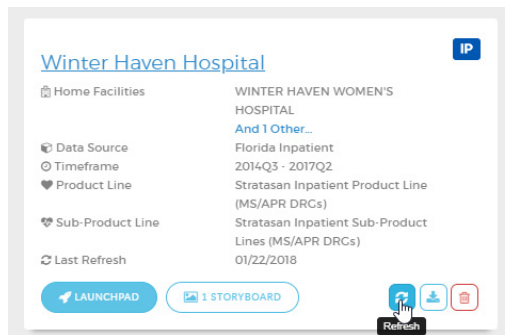 IP
Winter Haven Hospital
Home Facilities WINTER HAVEN WOMEN'S
HOSPITAL
And 1 Other...
Data Source Florida Inpatient
Timeframe 2014Q3 - 2017Q2
Product Line Stratasan Inpatient Product Line
(MS/APR DRGs)
Sub-Product Line Stratasan Inpatient Sub-Product
Lines (MS/APR DRGs)
Last Refresh 01/22/2018
LAUNCHPAD 1 STORYBOARD
Refresh